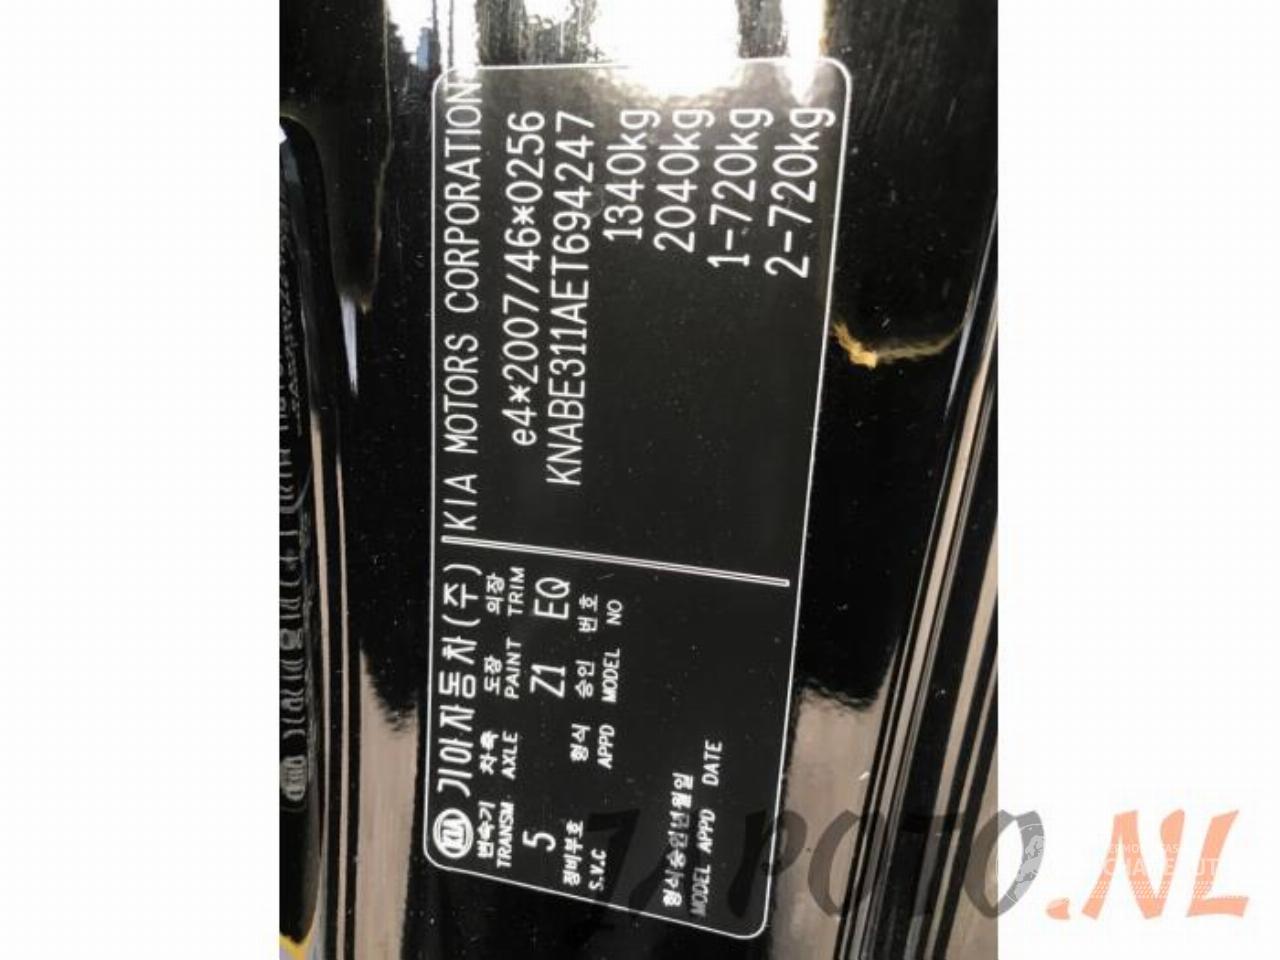 KIA 기아자동차(주) KIA MOTORS CORPORATION
변속기 차축 도장 의장
TRANSM AXLE PAINT TRIM
e4*2007/46*0256
5 Z1 EQ
KNABE311AET694247
정비부호 형식 승인 번호
S.V.C APPD MODEL NO
1340kg
2040kg
형식승인년월일
MODEL APPD DATE
1-720kg
2-720kg
POTO.NL